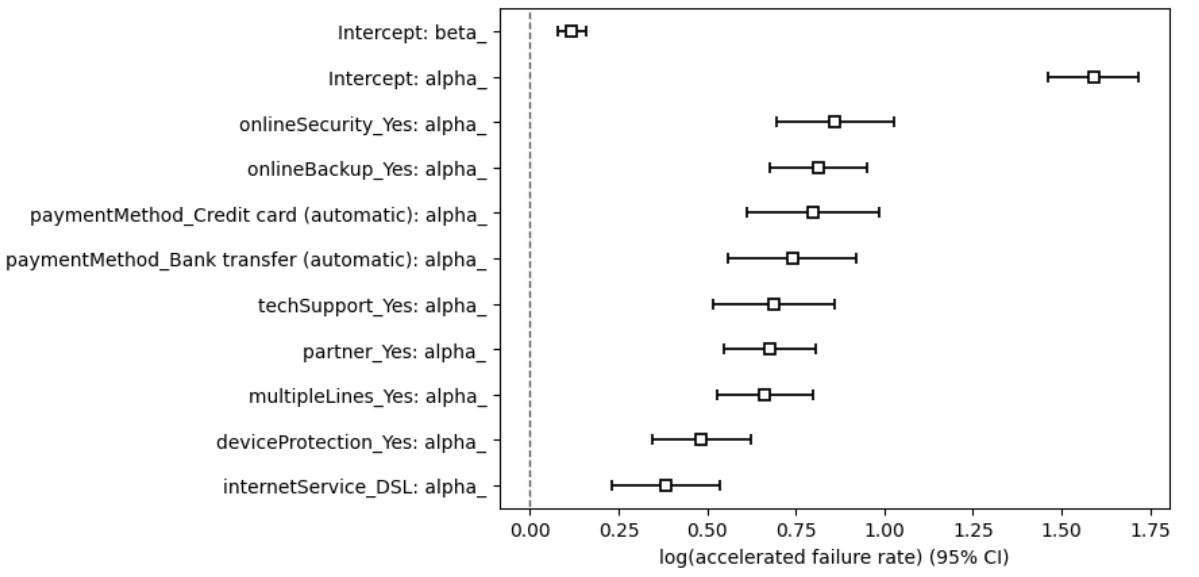 Intercept: beta_
Intercept: alpha_
onlineSecurity_Yes: alpha_
onlineBackup_Yes: alpha_
paymentMethod_Credit card (automatic): alpha_
paymentMethod_Bank transfer (automatic): alpha_
techSupport_Yes: alpha_
partner_Yes: alpha_
multipleLines_Yes: alpha_
deviceProtection_Yes: alpha_
internetService_DSL: alpha_
0.00 0.25 0.50 0.75 1.00 1.25 1.50 1.75
log(accelerated failure rate) (95% CI)